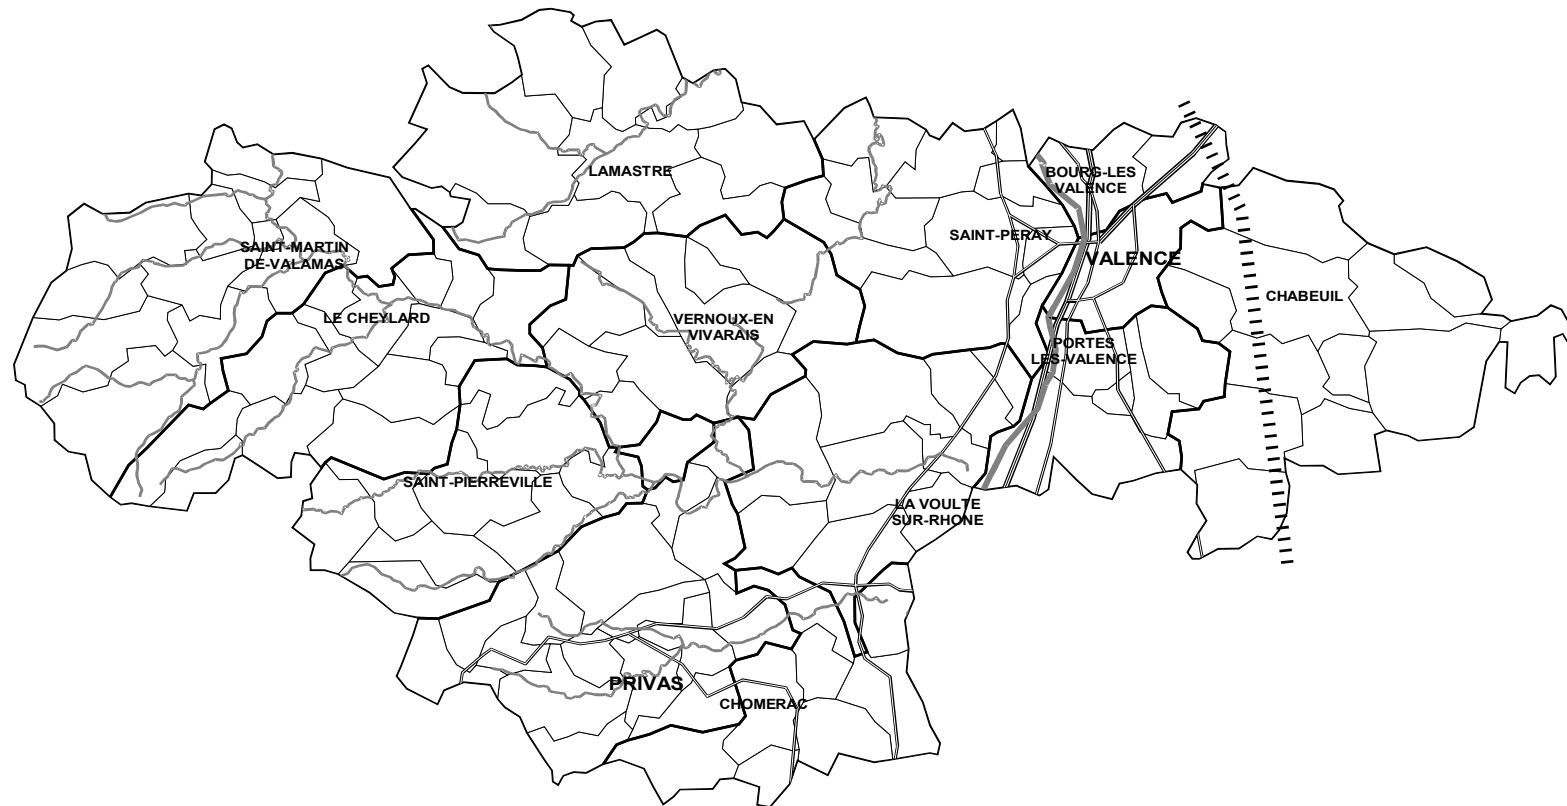 LAMASTRE
BOURG-LES
VALENCE
SAINT-PERAY
SAINT-MARTIN
DE-VALAMAS
VALENCE
CHABEUIL
LE CHEYLARD
VERNOUX-EN
VIVARAIS
PORTES
LES-VALENCE
SAINT-PIERREVILLE
LA VOULTE
SUR-RHONE
PRIVAS
CHOMERAC